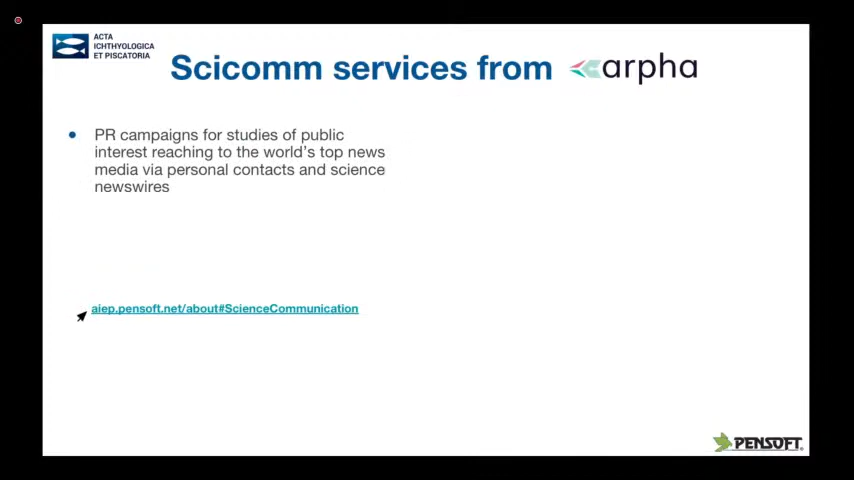 ACTA
ICHTHYOLOGICA
ET PISCATORIA
Scicomm services from arpha
PR campaigns for studies of public
interest reaching to the world's top news
media via personal contacts and science
newswires
aiep.pensoft.net/about#ScienceCommunication
PENSOFT.